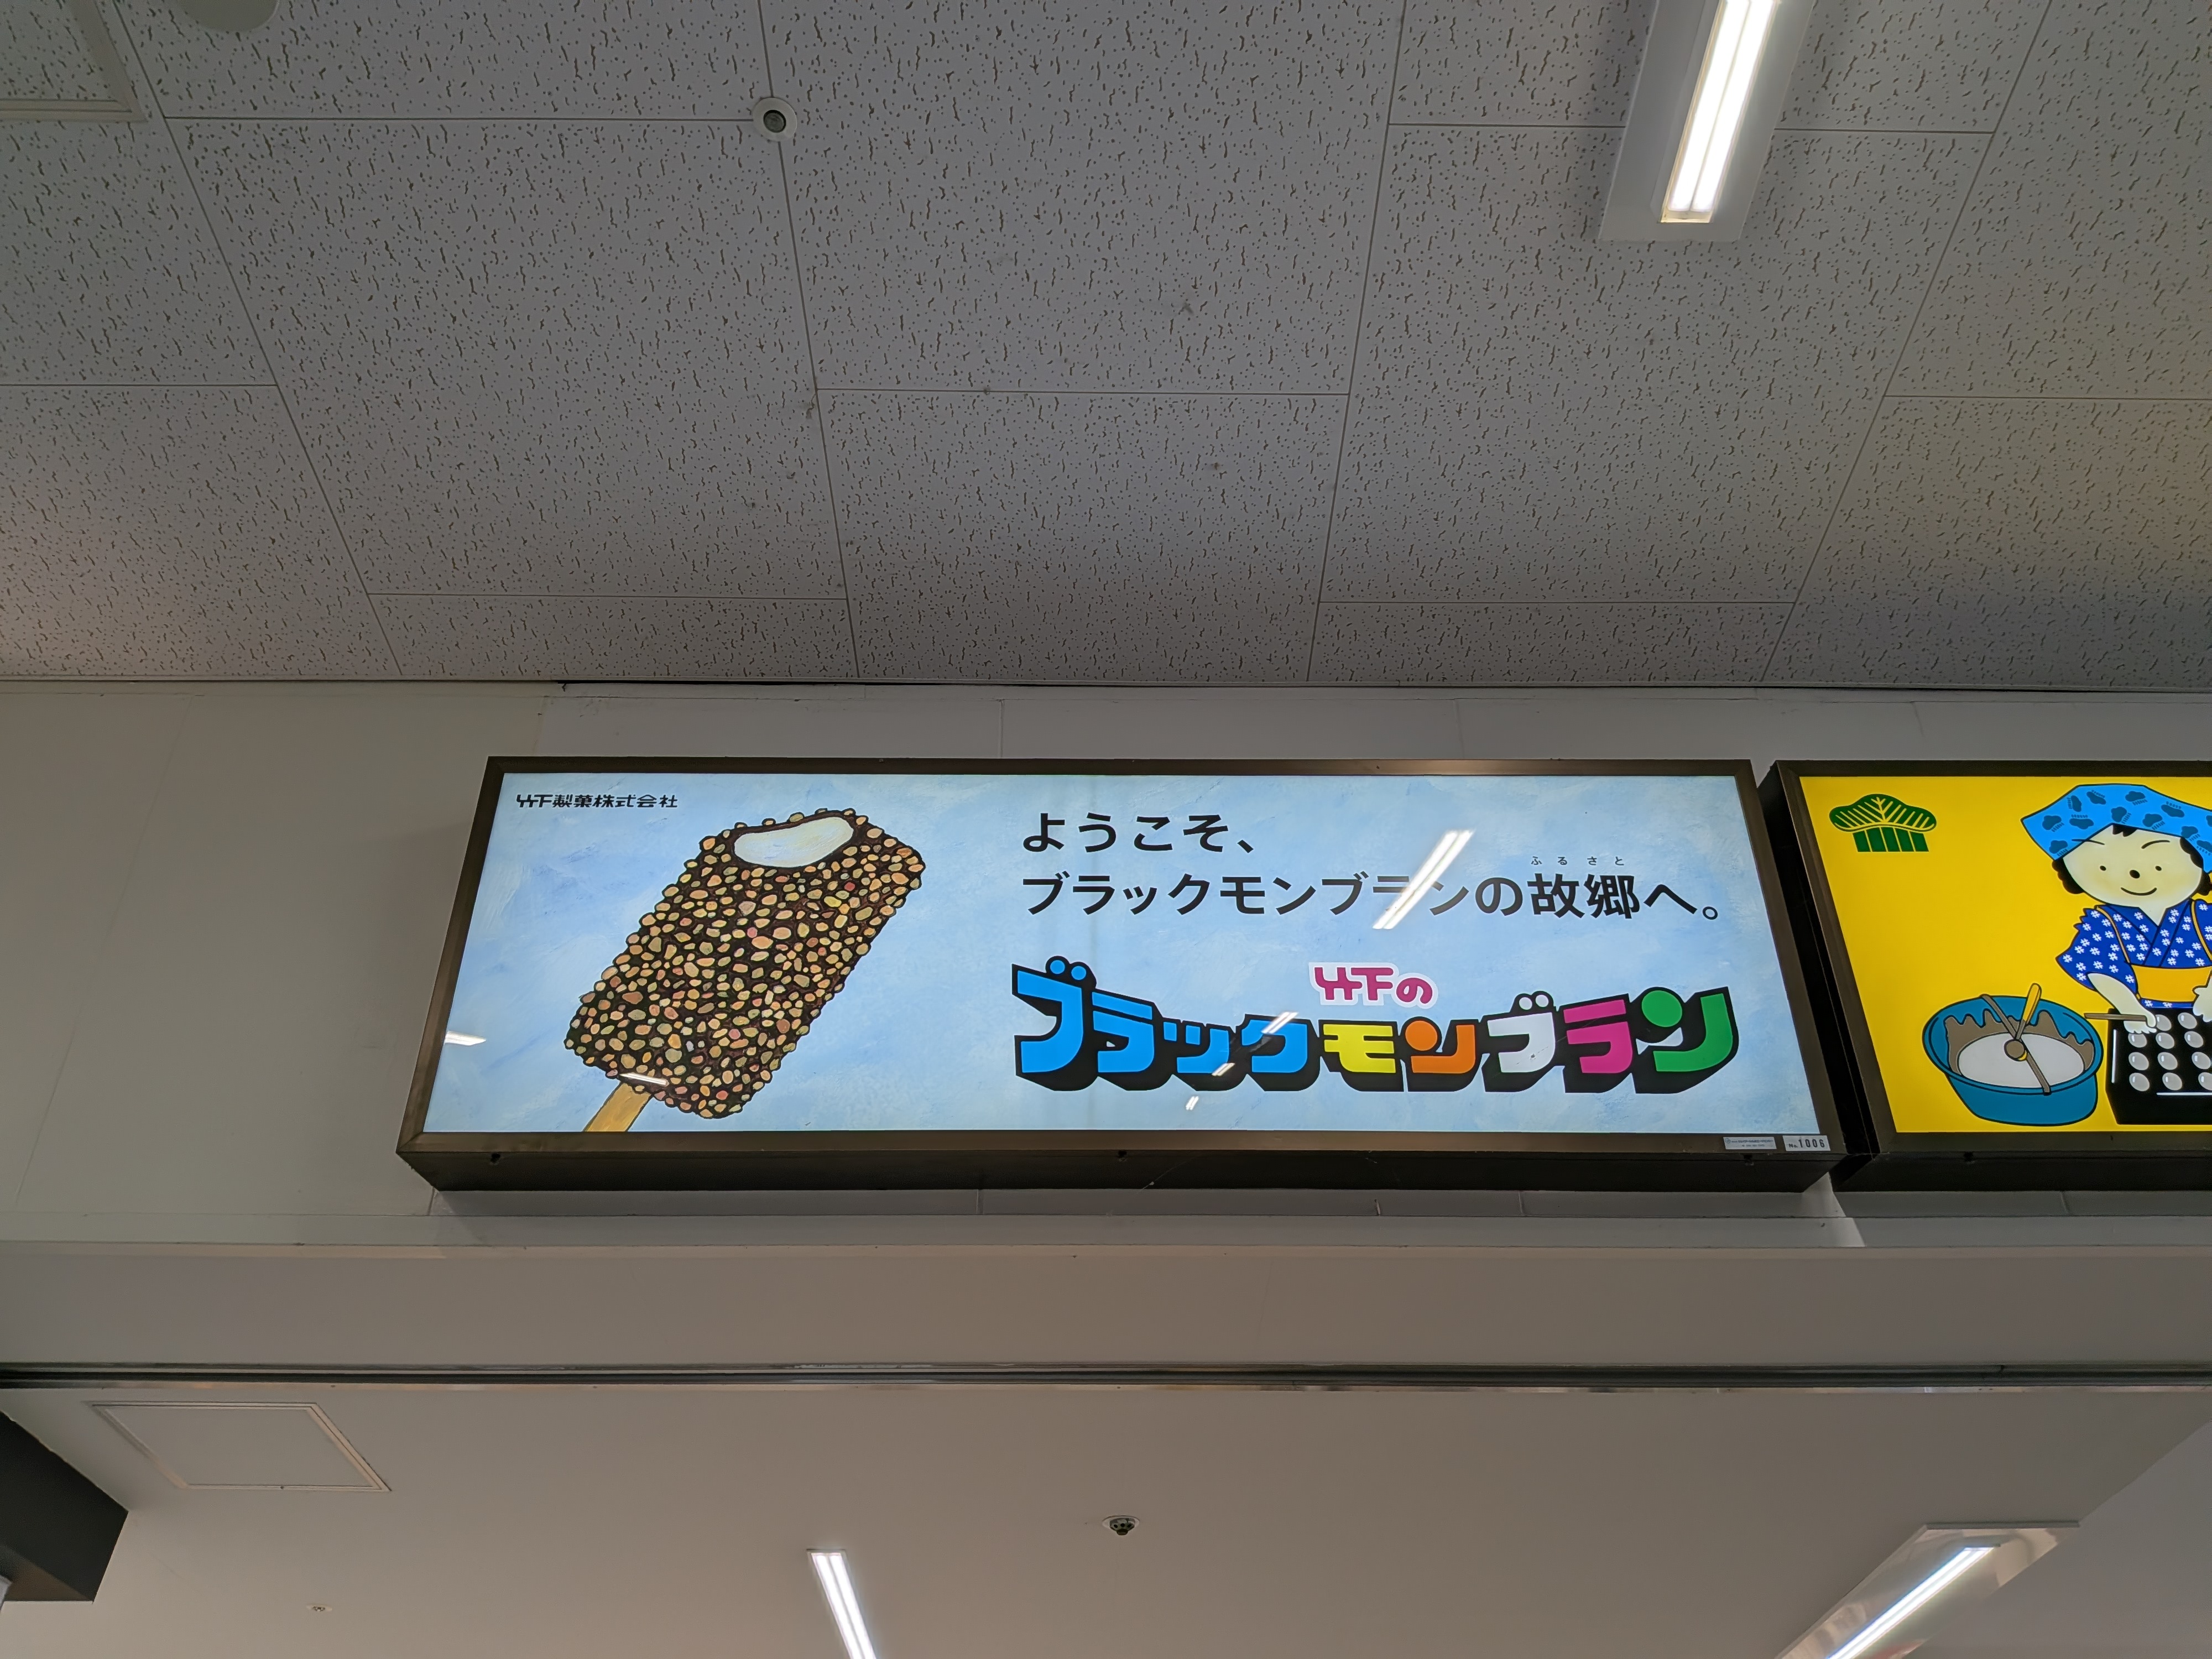 竹下製菓株式会社
ようこそ、
ふるさと
ブラックモンブランの故郷へ。
竹下の
ブラックモンブラン
No.1006